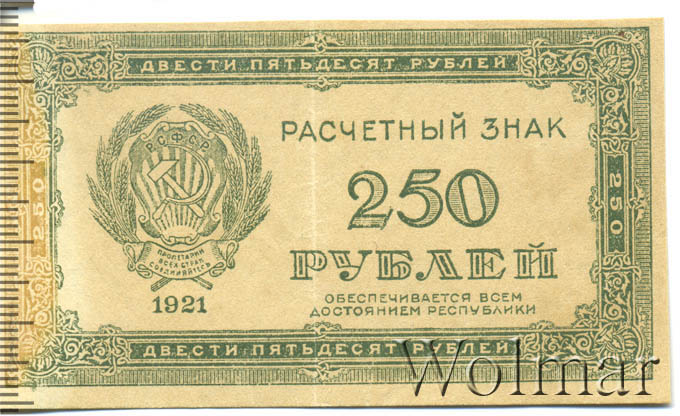 ДВЕСТИ ПЯТЬДЕСЯТ РУБЛЕЙ
Р.С.Ф.С.Р.
РАСЧЕТНЫЙ ЗНАК
250
250
250
РУБЛЕЙ
ПРОЛЕТАРИИ
ВСЕХ СТРАН
СОЕДИНЯЙТЕСЬ
1921
ОБЕСПЕЧИВАЕТСЯ ВСЕМ
ДОСТОЯНИЕМ РЕСПУБЛИКИ
ДВЕСТИ ПЯТЬДЕСЯТ РУБЛЕЙ
Wolmar